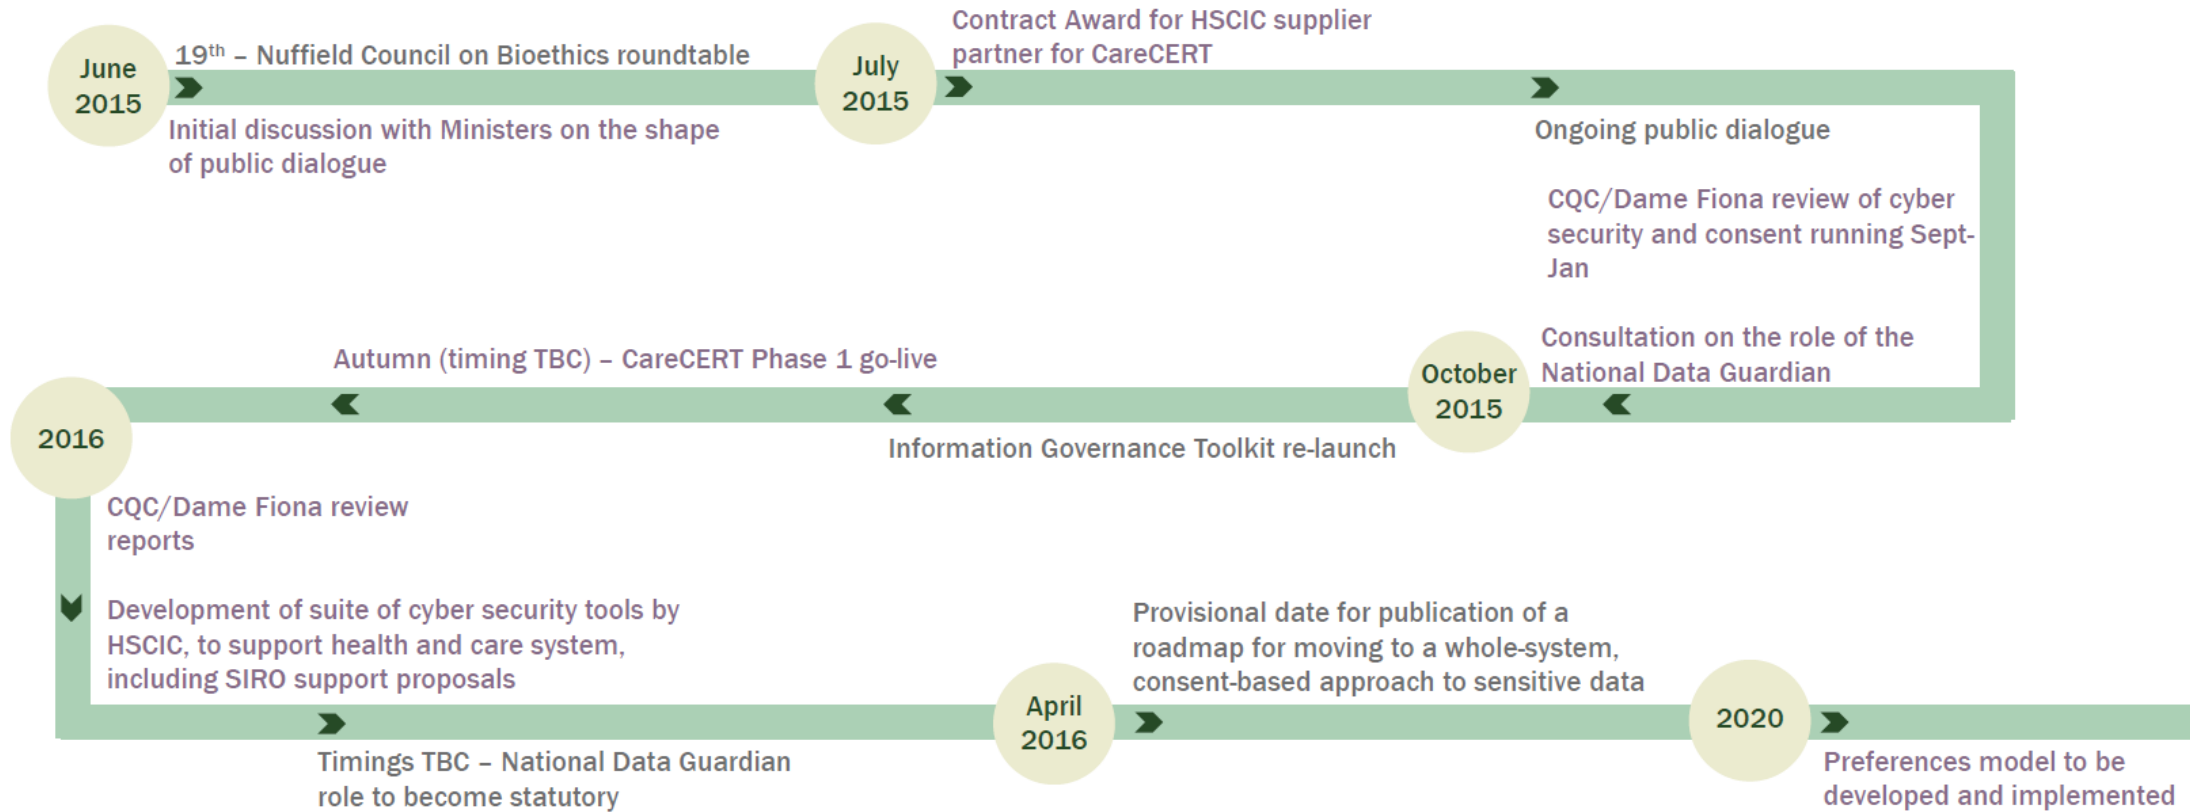 June
2015
19th – Nuffield Council on Bioethics roundtable
Initial discussion with Ministers on the shape
of public dialogue
July
2015
Contract Award for HSCIC supplier
partner for CareCERT
Ongoing public dialogue
CQC/Dame Fiona review of cyber
security and consent running Sept-
Jan
Consultation on the role of the
National Data Guardian
October
2015
Information Governance Toolkit re-launch
Autumn (timing TBC) – CareCERT Phase 1 go-live
2016
CQC/Dame Fiona review
reports
Development of suite of cyber security tools by
HSCIC, to support health and care system,
including SIRO support proposals
Timings TBC – National Data Guardian
role to become statutory
April
2016
Provisional date for publication of a
roadmap for moving to a whole-system,
consent-based approach to sensitive data
2020
Preferences model to be
developed and implemented